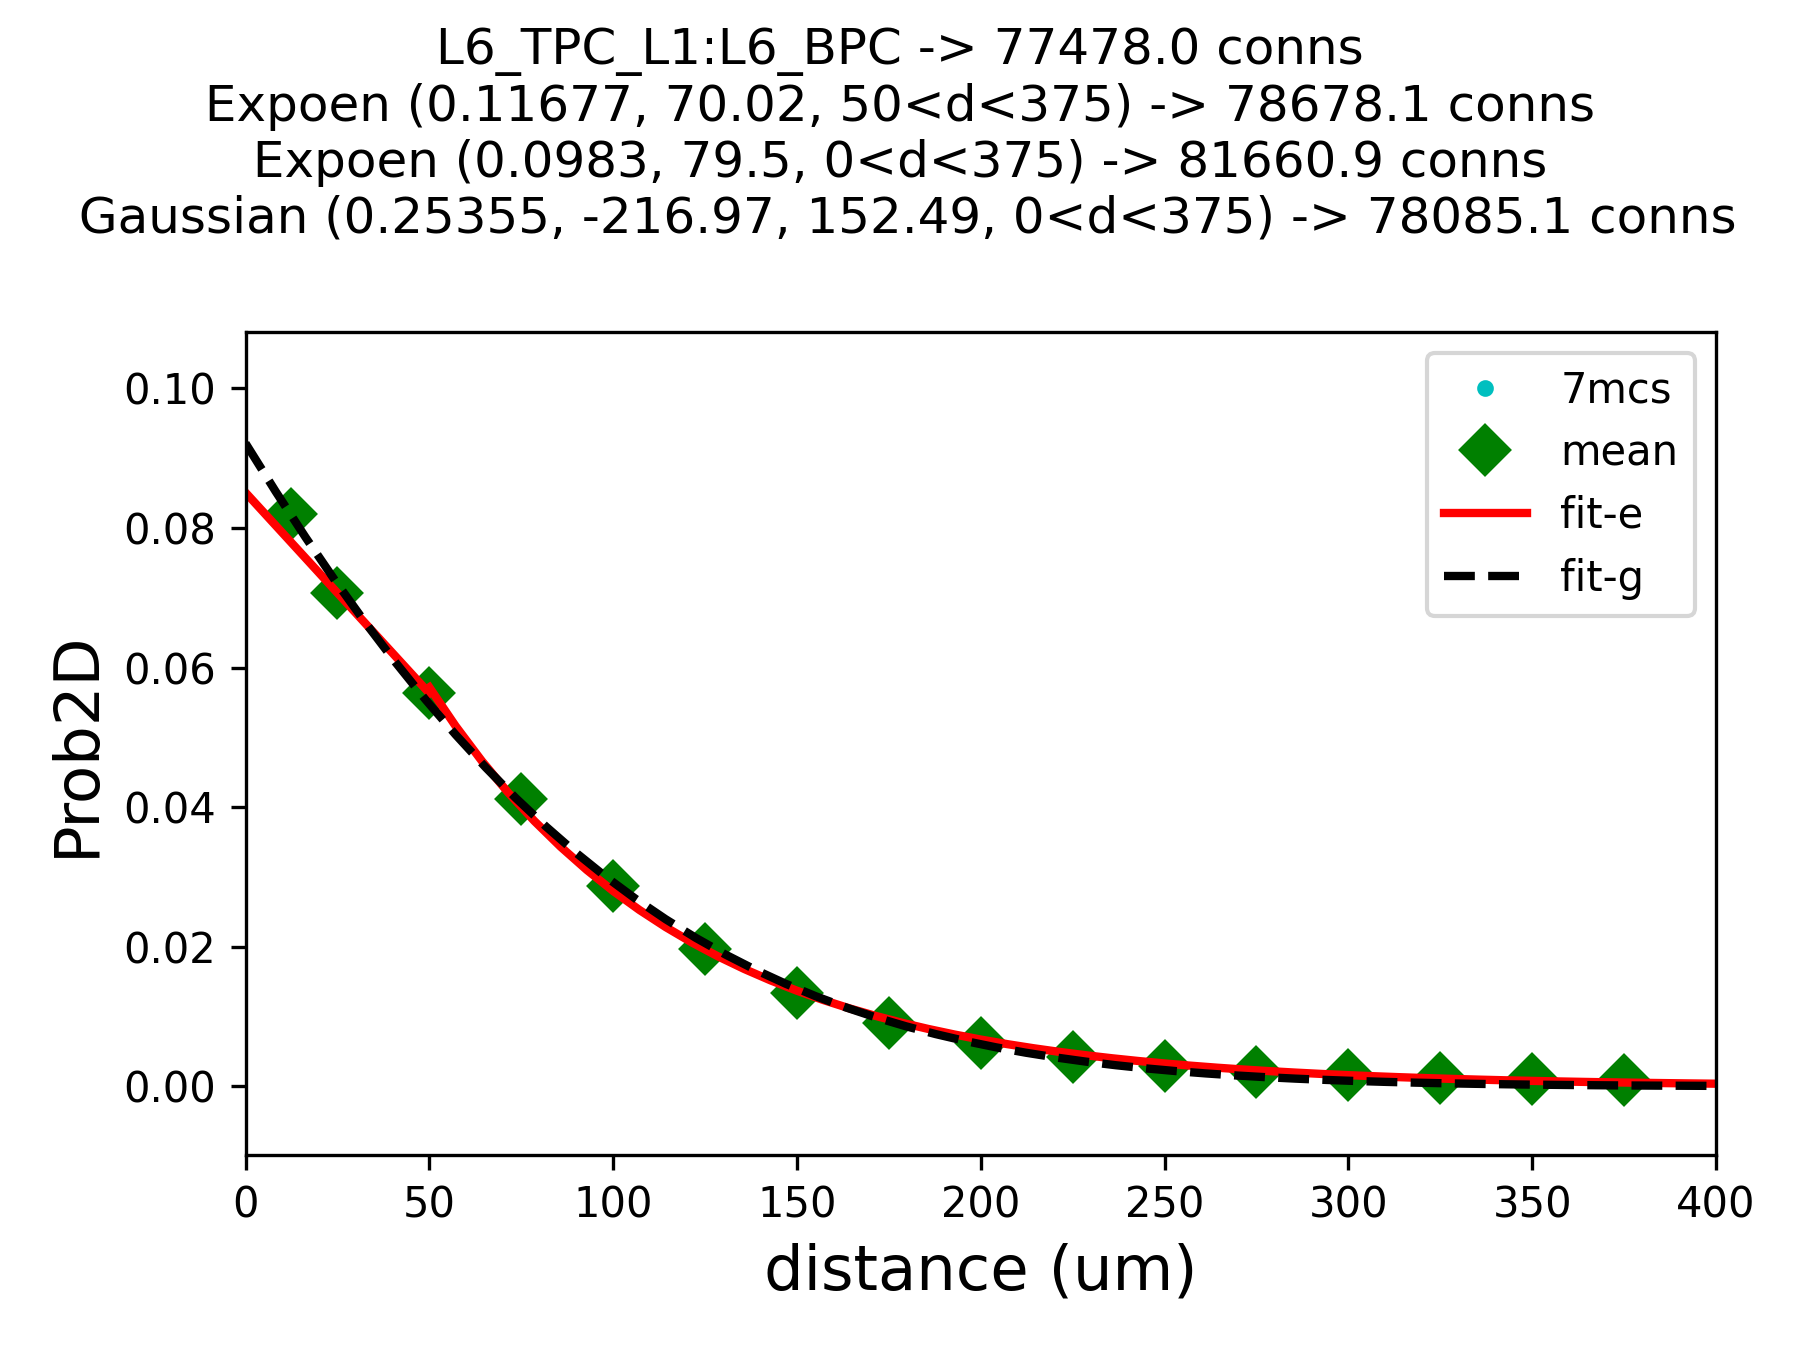 L6_TPC_L1:L6_BPC -> 77478.0 conns
Expoen (0.11677, 70.02, 50<d<375) -> 78678.1 conns
Expoen (0.0983, 79.5, 0<d<375) -> 81660.9 conns
Gaussian (0.25355, -216.97, 152.49, 0<d<375) -> 78085.1 conns
7mcs
mean
fit-e
fit-g
Prob2D
0.10
0.08
0.06
0.04
0.02
0.00
0 50 100 150 200 250 300 350 400
distance (um)